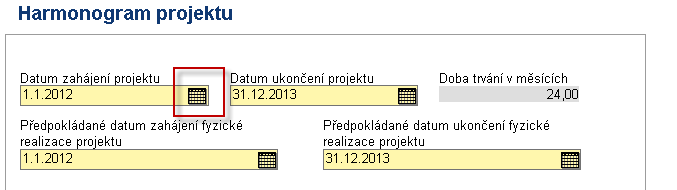 Harmonogram projektu
Datum zahájení projektu Datum ukončení projektu Doba trvání v měsících
1.1.2012 31.12.2013 24,00
Předpokládané datum zahájení fyzické Předpokládané datum ukončení fyzické
realizace projektu realizace projektu
1.1.2012 31.12.2013